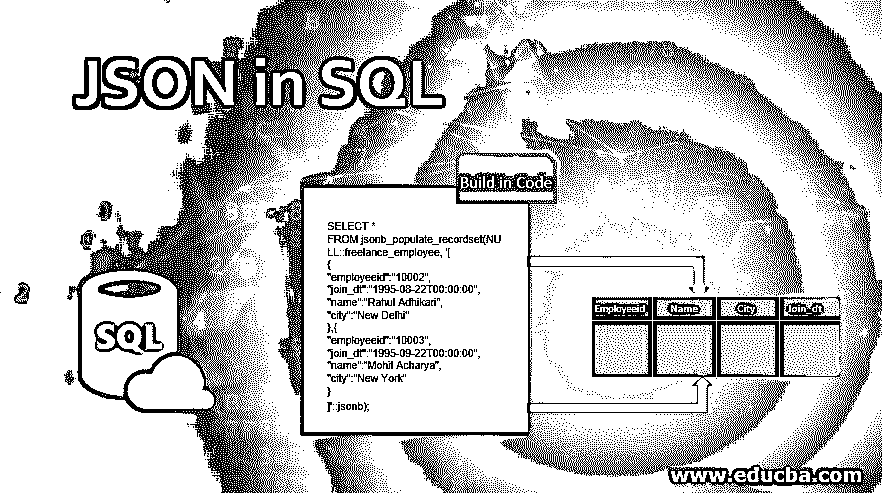 JSON in SQL
Build in Code
SELECT *
FROM jsonb_populate_recordset(NU
LL::freelance_employee, '[
{
"employeeid":"10002",
"join_dt":"1995-08-22T00:00:00",
"name":"Rahul Adhikari",
"city":"New Delhi"
},{
"employeeid":"10003",
"join_dt":"1995-09-22T00:00:00",
"name":"Mohil Acharya",
"city":"New York"
}
]'::jsonb);
SQL
Employeeid Name City Join_dt
www.educba.com